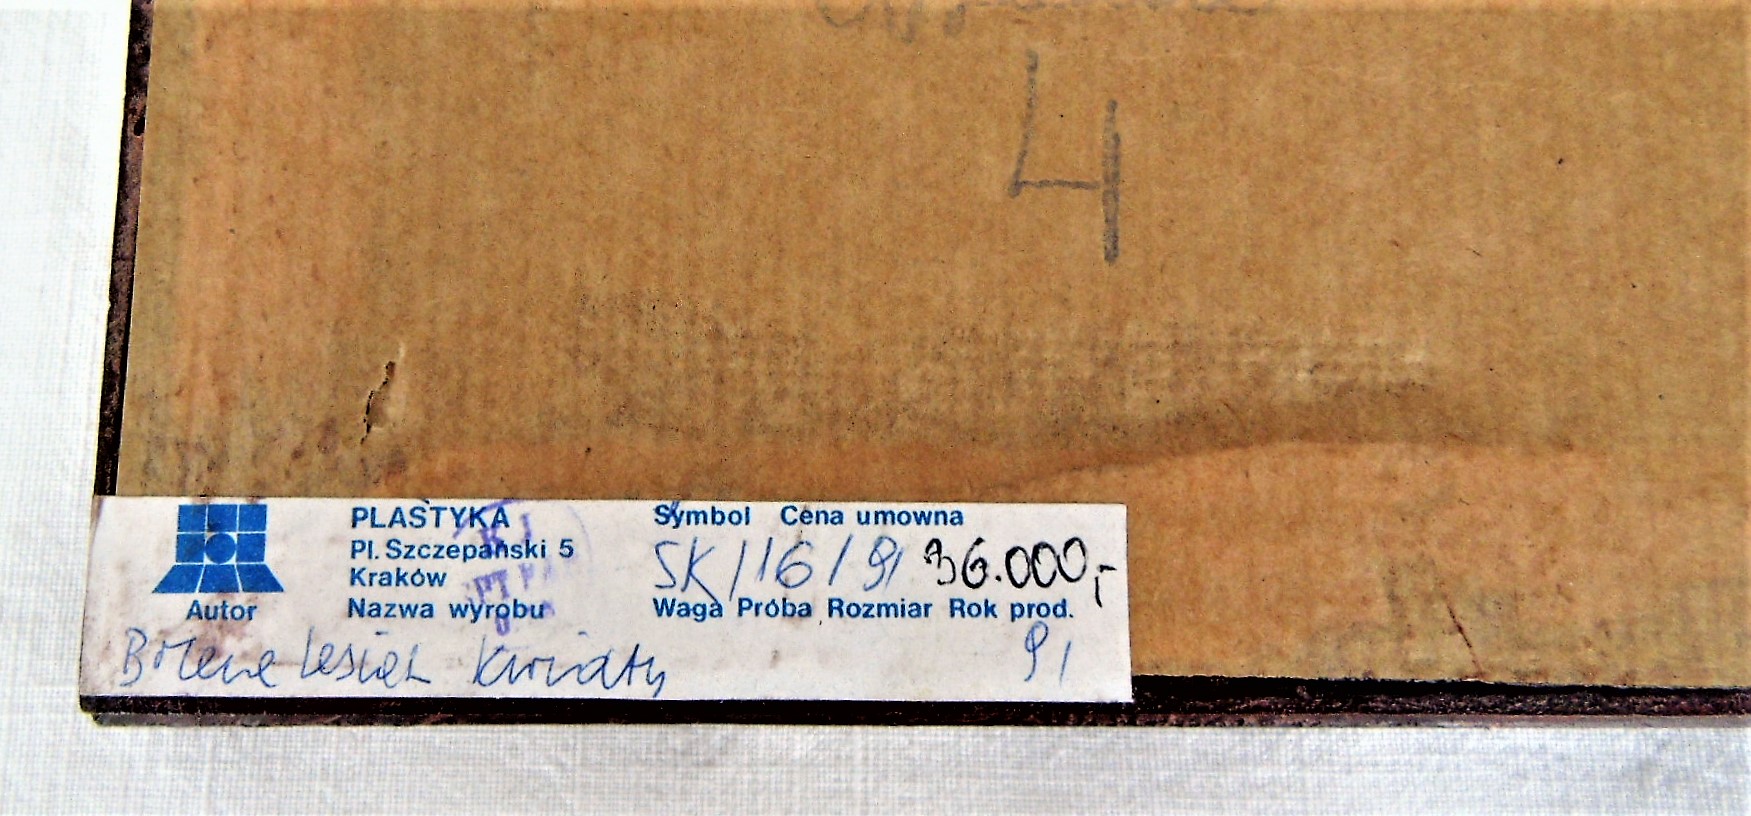 4
PLASTYKA
Pl. Szczepański 5
Kraków
Autor Nazwa wyrobu
Symbol Cena umowna
SK/16/91 36.000,-
Waga Próba Rozmiar Rok prod.
Bożena Lesiak Kwiaty 91